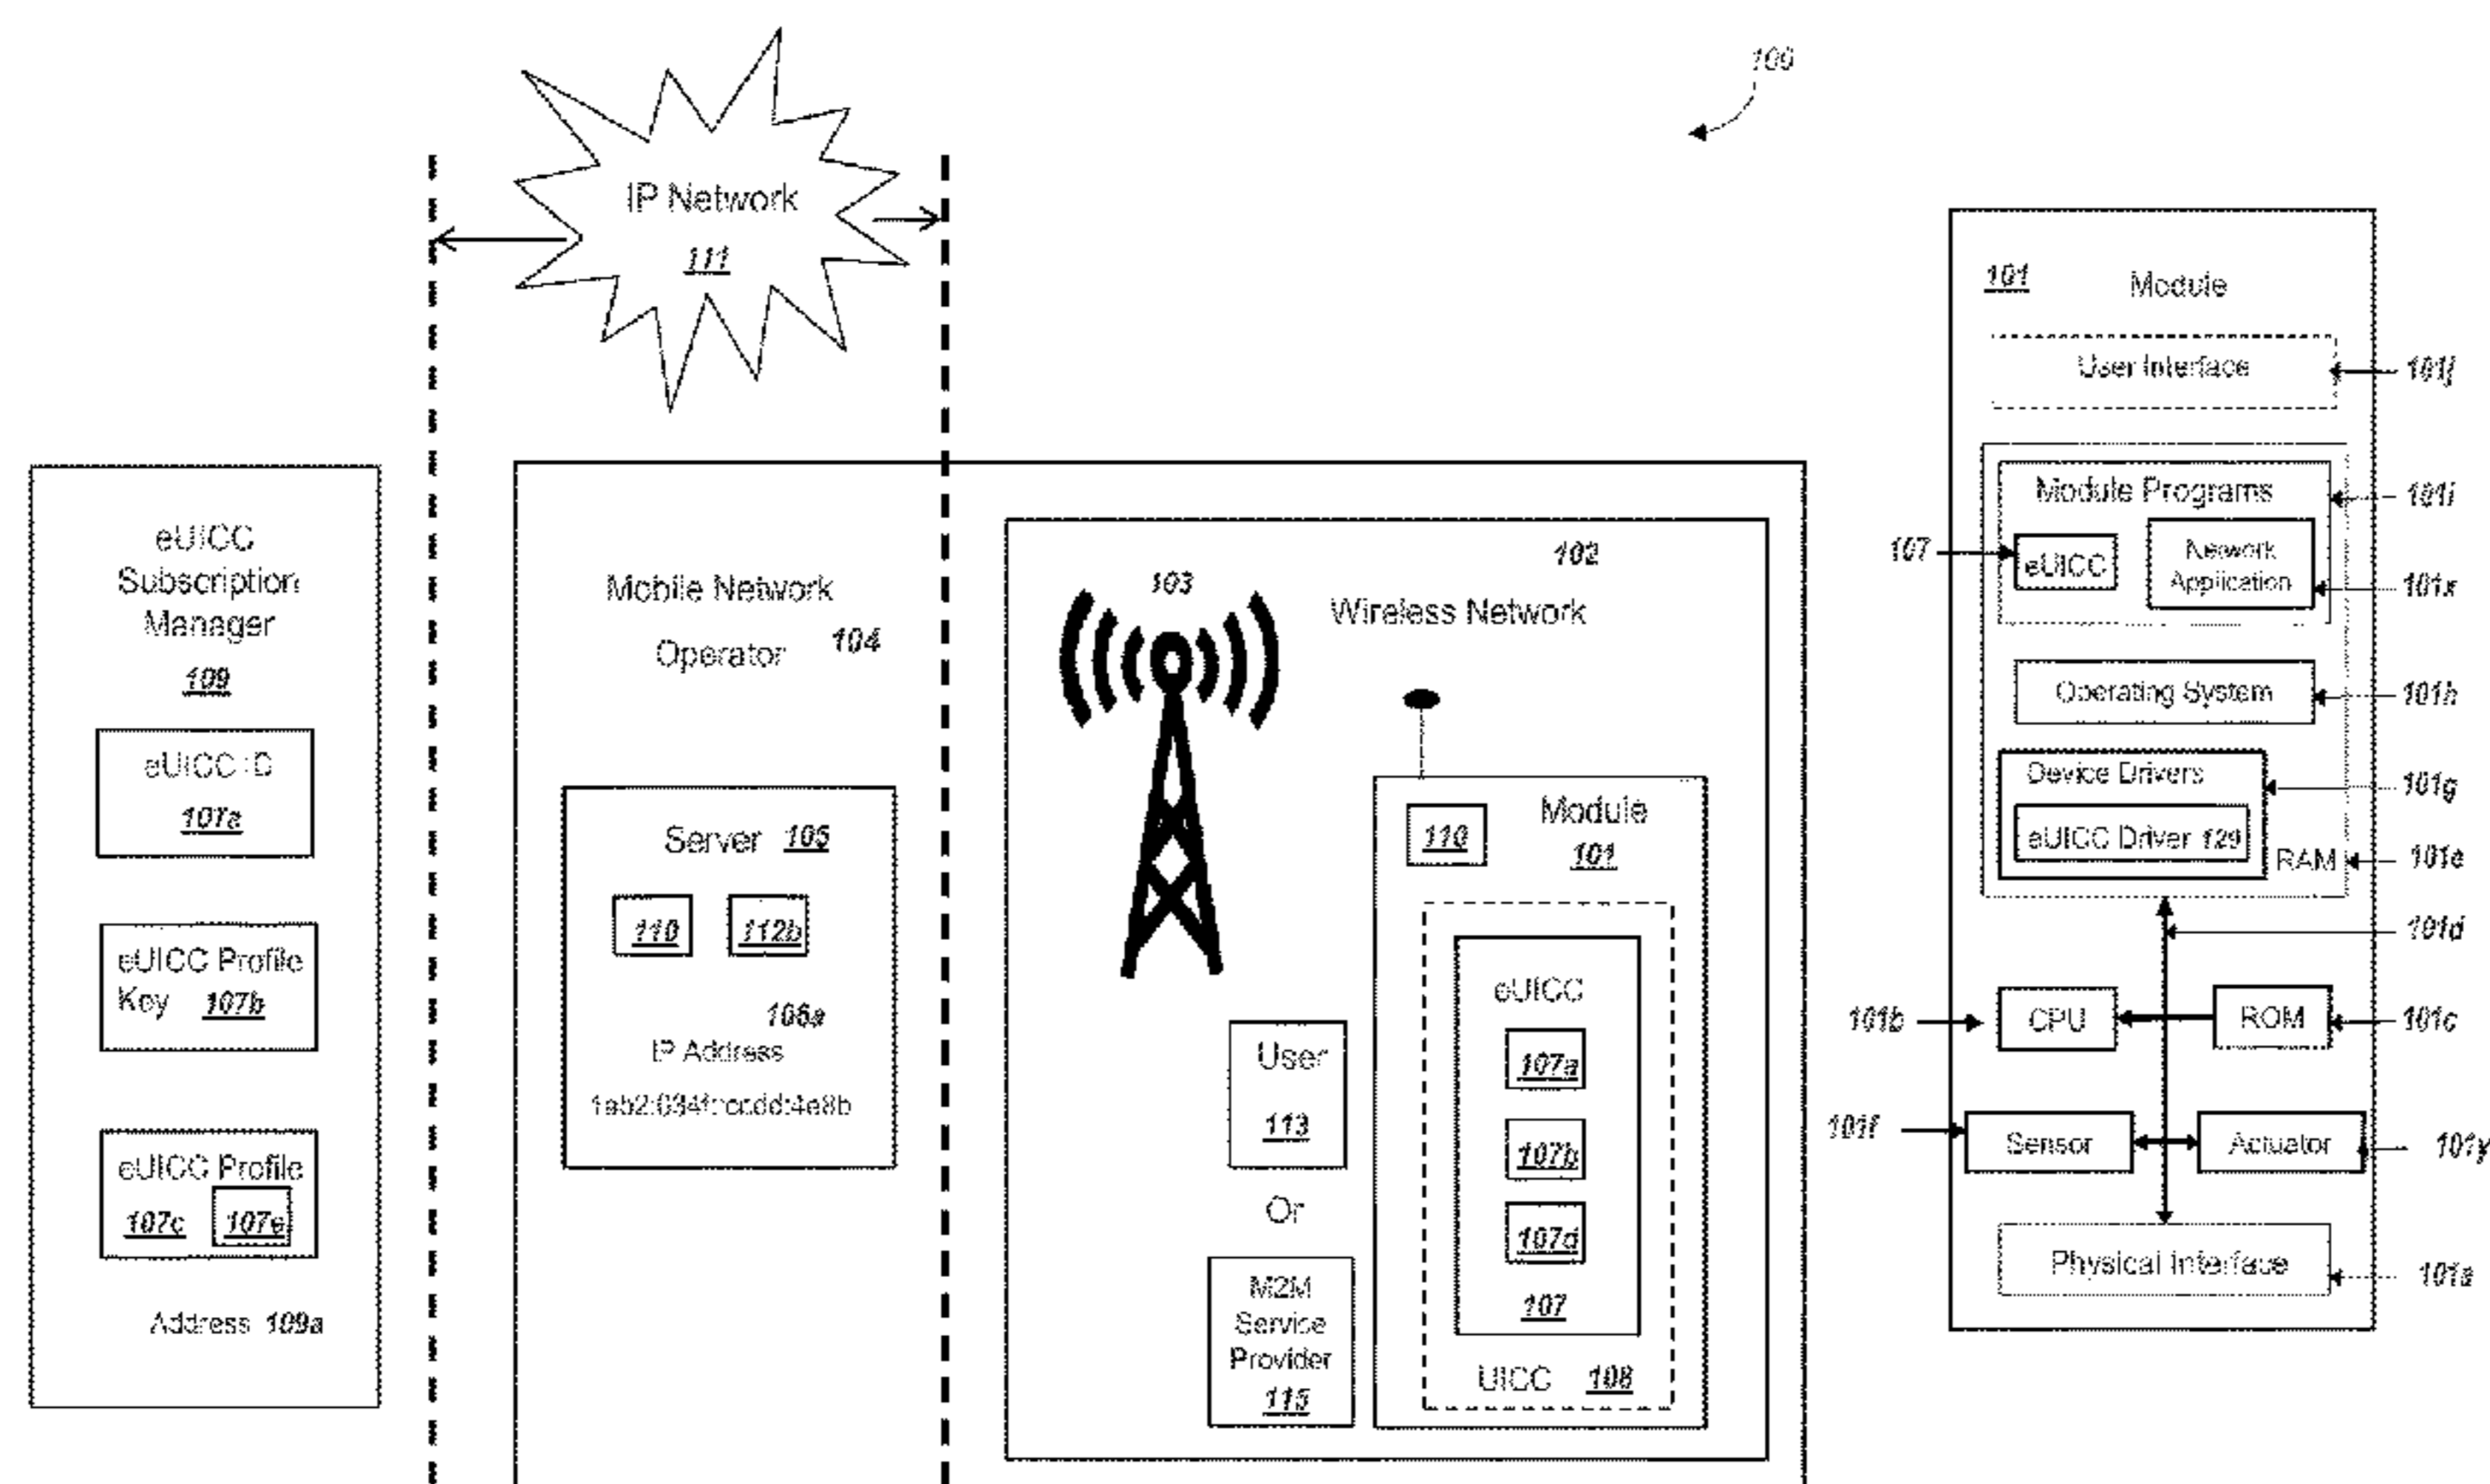 100
IP Network
111
eUICC
Subscription
Manager
109
eUICC ID
107a
eUICC Profile
Key 107b
eUICC Profile
107c 107e
Address 109a
Mobile Network
Operator 104
Server 105
110 112b
106a
IP Address
103
102
Wireless Network
Module
110
101
eUICC
107a
107b
107d
107
UICC 108
User
113
Or
M2M
Service
Provider
115
101 Module
User Interface 101j
Module Programs 101i
107 eUICC
Network
Application 101x
Operating System 101h
Device Drivers 101g
eUICC Driver 129
RAM 101e
101d
101b CPU ROM 101c
101f Sensor Actuator 101y
Physical Interface 101a